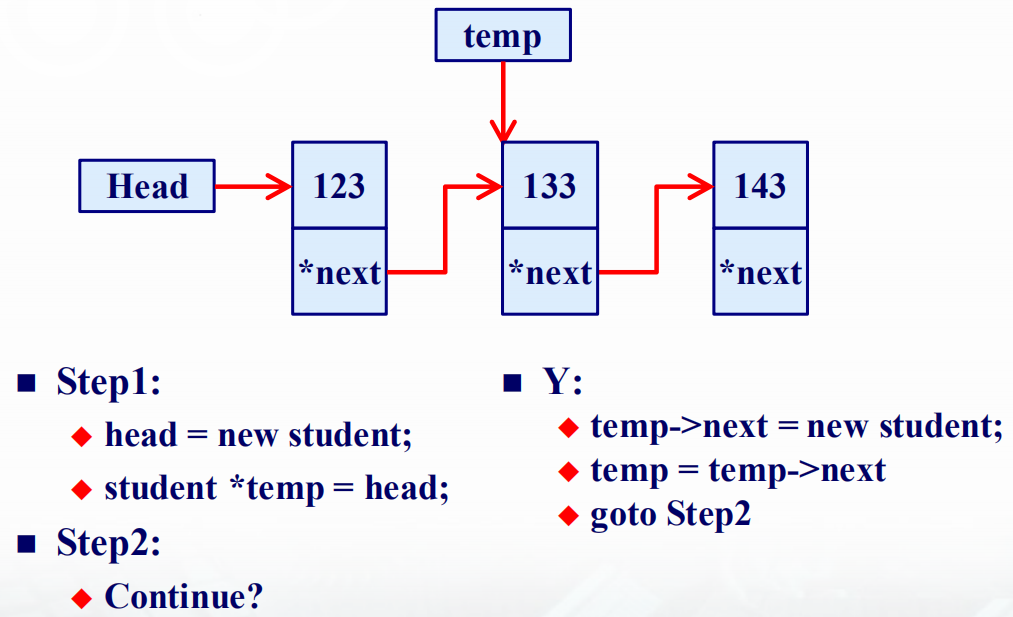 temp
Head
123
133
143
*next
*next
*next
Step1:
head = new student;
student *temp = head;
Step2:
Continue?
Y:
temp->next = new student;
temp = temp->next
goto Step2